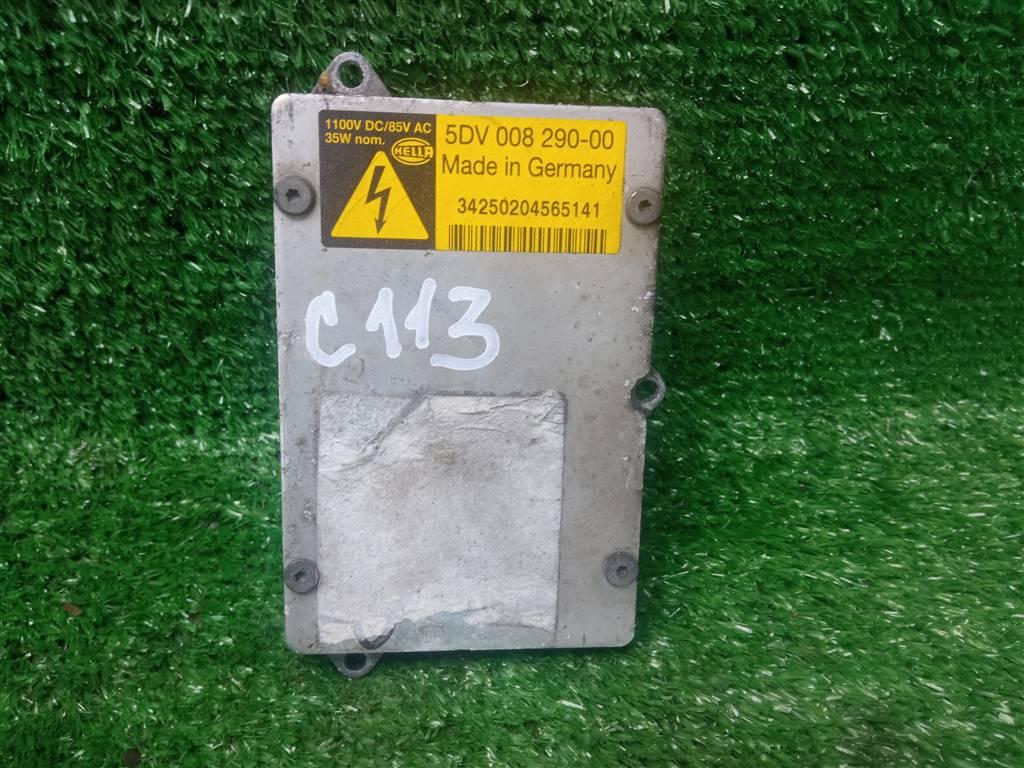 1100V DC/85V AC
35W nom.
HELLA
5DV 008 290-00
Made in Germany
34250204565141
C113